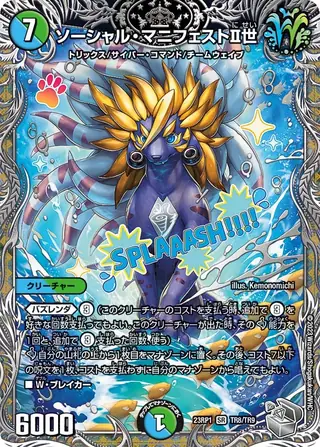 7
ソーシャル・マニフェストⅡ世
トリックス/サイバー・コマンド/チームウェイブ
SPLAAASH!!!!
illus. Kemonomichi
クリーチャー
バズレンダ③(このクリーチャーのコストを支払う時、追加で③を
好きな回数支払ってもよい。このクリーチャーが出た時、その能力を
1回と、追加で③支払った回数、使う)
自分の山札の上から1枚目をマナゾーンに置く。その後、コスト7以下
の呪文を1枚、コストを支払わずに自分のマナゾーンから唱えてもよい。
■W・ブレイカー
6000
1
23RP1 SR TR8/TR9